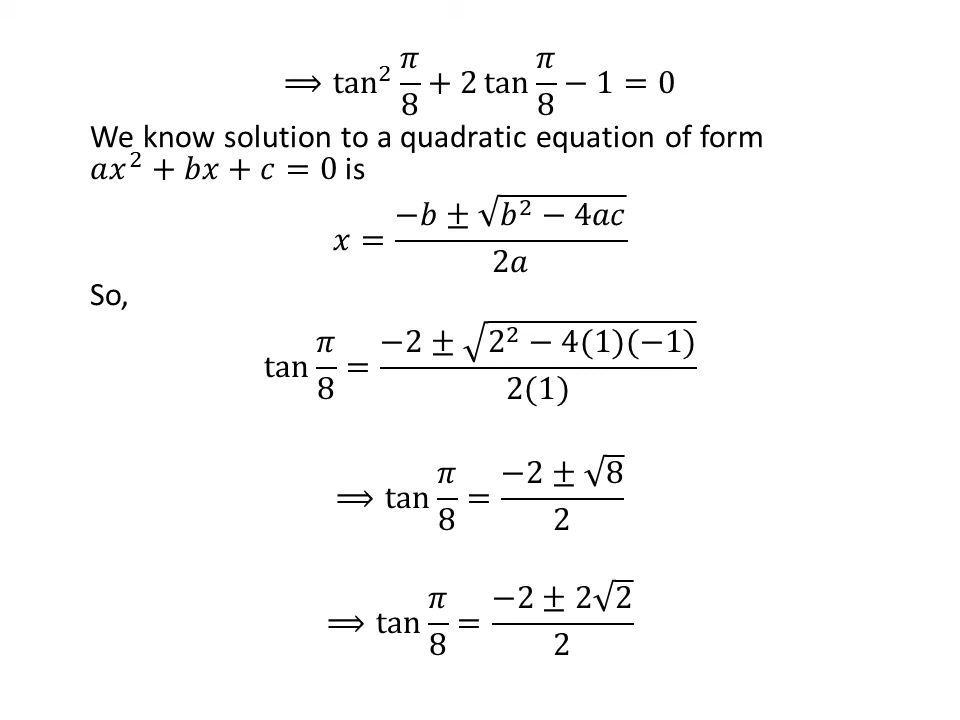 ⟹ tan² π/8 + 2 tan π/8 − 1 = 0
We know solution to a quadratic equation of form
ax² + bx + c = 0 is
x = (−b ± √(b² − 4ac))/(2a)
So,
tan π/8 = (−2 ± √(2² − 4(1)(−1)))/(2(1))
⟹ tan π/8 = (−2 ± √8)/2
⟹ tan π/8 = (−2 ± 2√2)/2